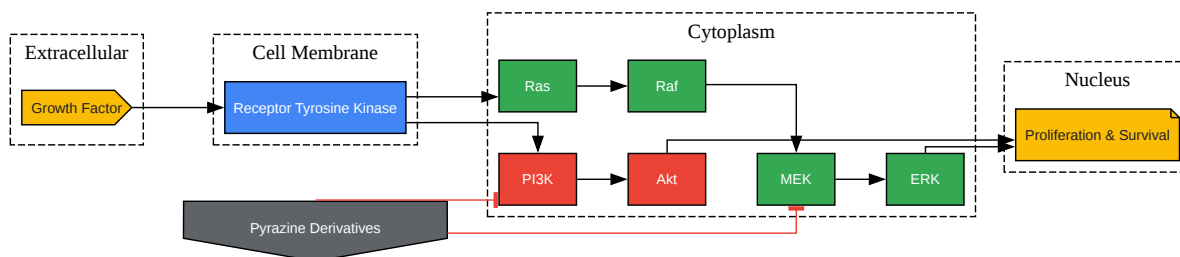 Extracellular
Growth Factor
Cell Membrane
Receptor Tyrosine Kinase
Cytoplasm
Ras
Raf
PI3K
Akt
MEK
ERK
Nucleus
Proliferation & Survival
Pyrazine Derivatives